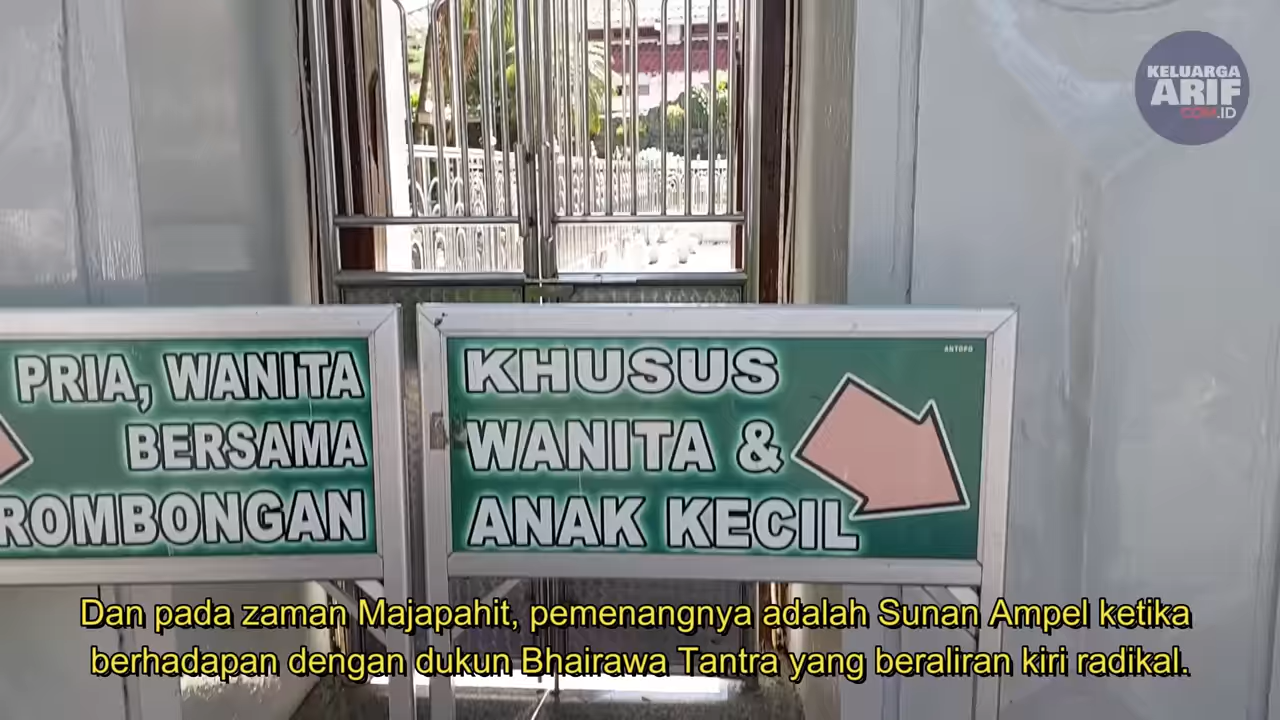 KELUARGA
ARIF
.COM.ID
PRIA, WANITA
BERSAMA
ROMBONGAN
KHUSUS
WANITA &
ANAK KECIL
ANTOPO
Dan pada zaman Majapahit, pemenangnya adalah Sunan Ampel ketika
berhadapan dengan dukun Bhairawa Tantra yang beraliran kiri radikal.